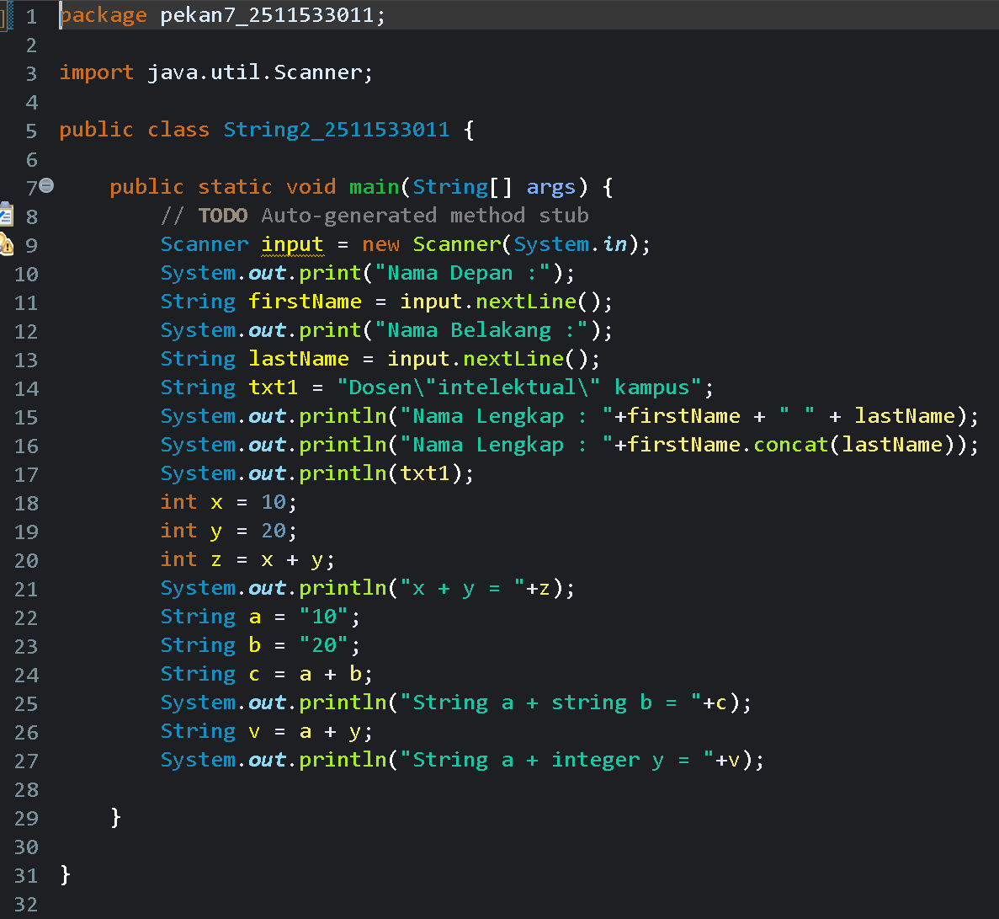 1 package pekan7_2511533011;
2
3 import java.util.Scanner;
4
5 public class String2_2511533011 {
6
7     public static void main(String[] args) {
8         // TODO Auto-generated method stub
9         Scanner input = new Scanner(System.in);
10         System.out.print("Nama Depan :");
11         String firstName = input.nextLine();
12         System.out.print("Nama Belakang :");
13         String lastName = input.nextLine();
14         String txt1 = "Dosen\"intelektual\" kampus";
15         System.out.println("Nama Lengkap : "+firstName + " " + lastName);
16         System.out.println("Nama Lengkap : "+firstName.concat(lastName));
17         System.out.println(txt1);
18         int x = 10;
19         int y = 20;
20         int z = x + y;
21         System.out.println("x + y = "+z);
22         String a = "10";
23         String b = "20";
24         String c = a + b;
25         System.out.println("String a + string b = "+c);
26         String v = a + y;
27         System.out.println("String a + integer y = "+v);
28
29     }
30
31 }
32